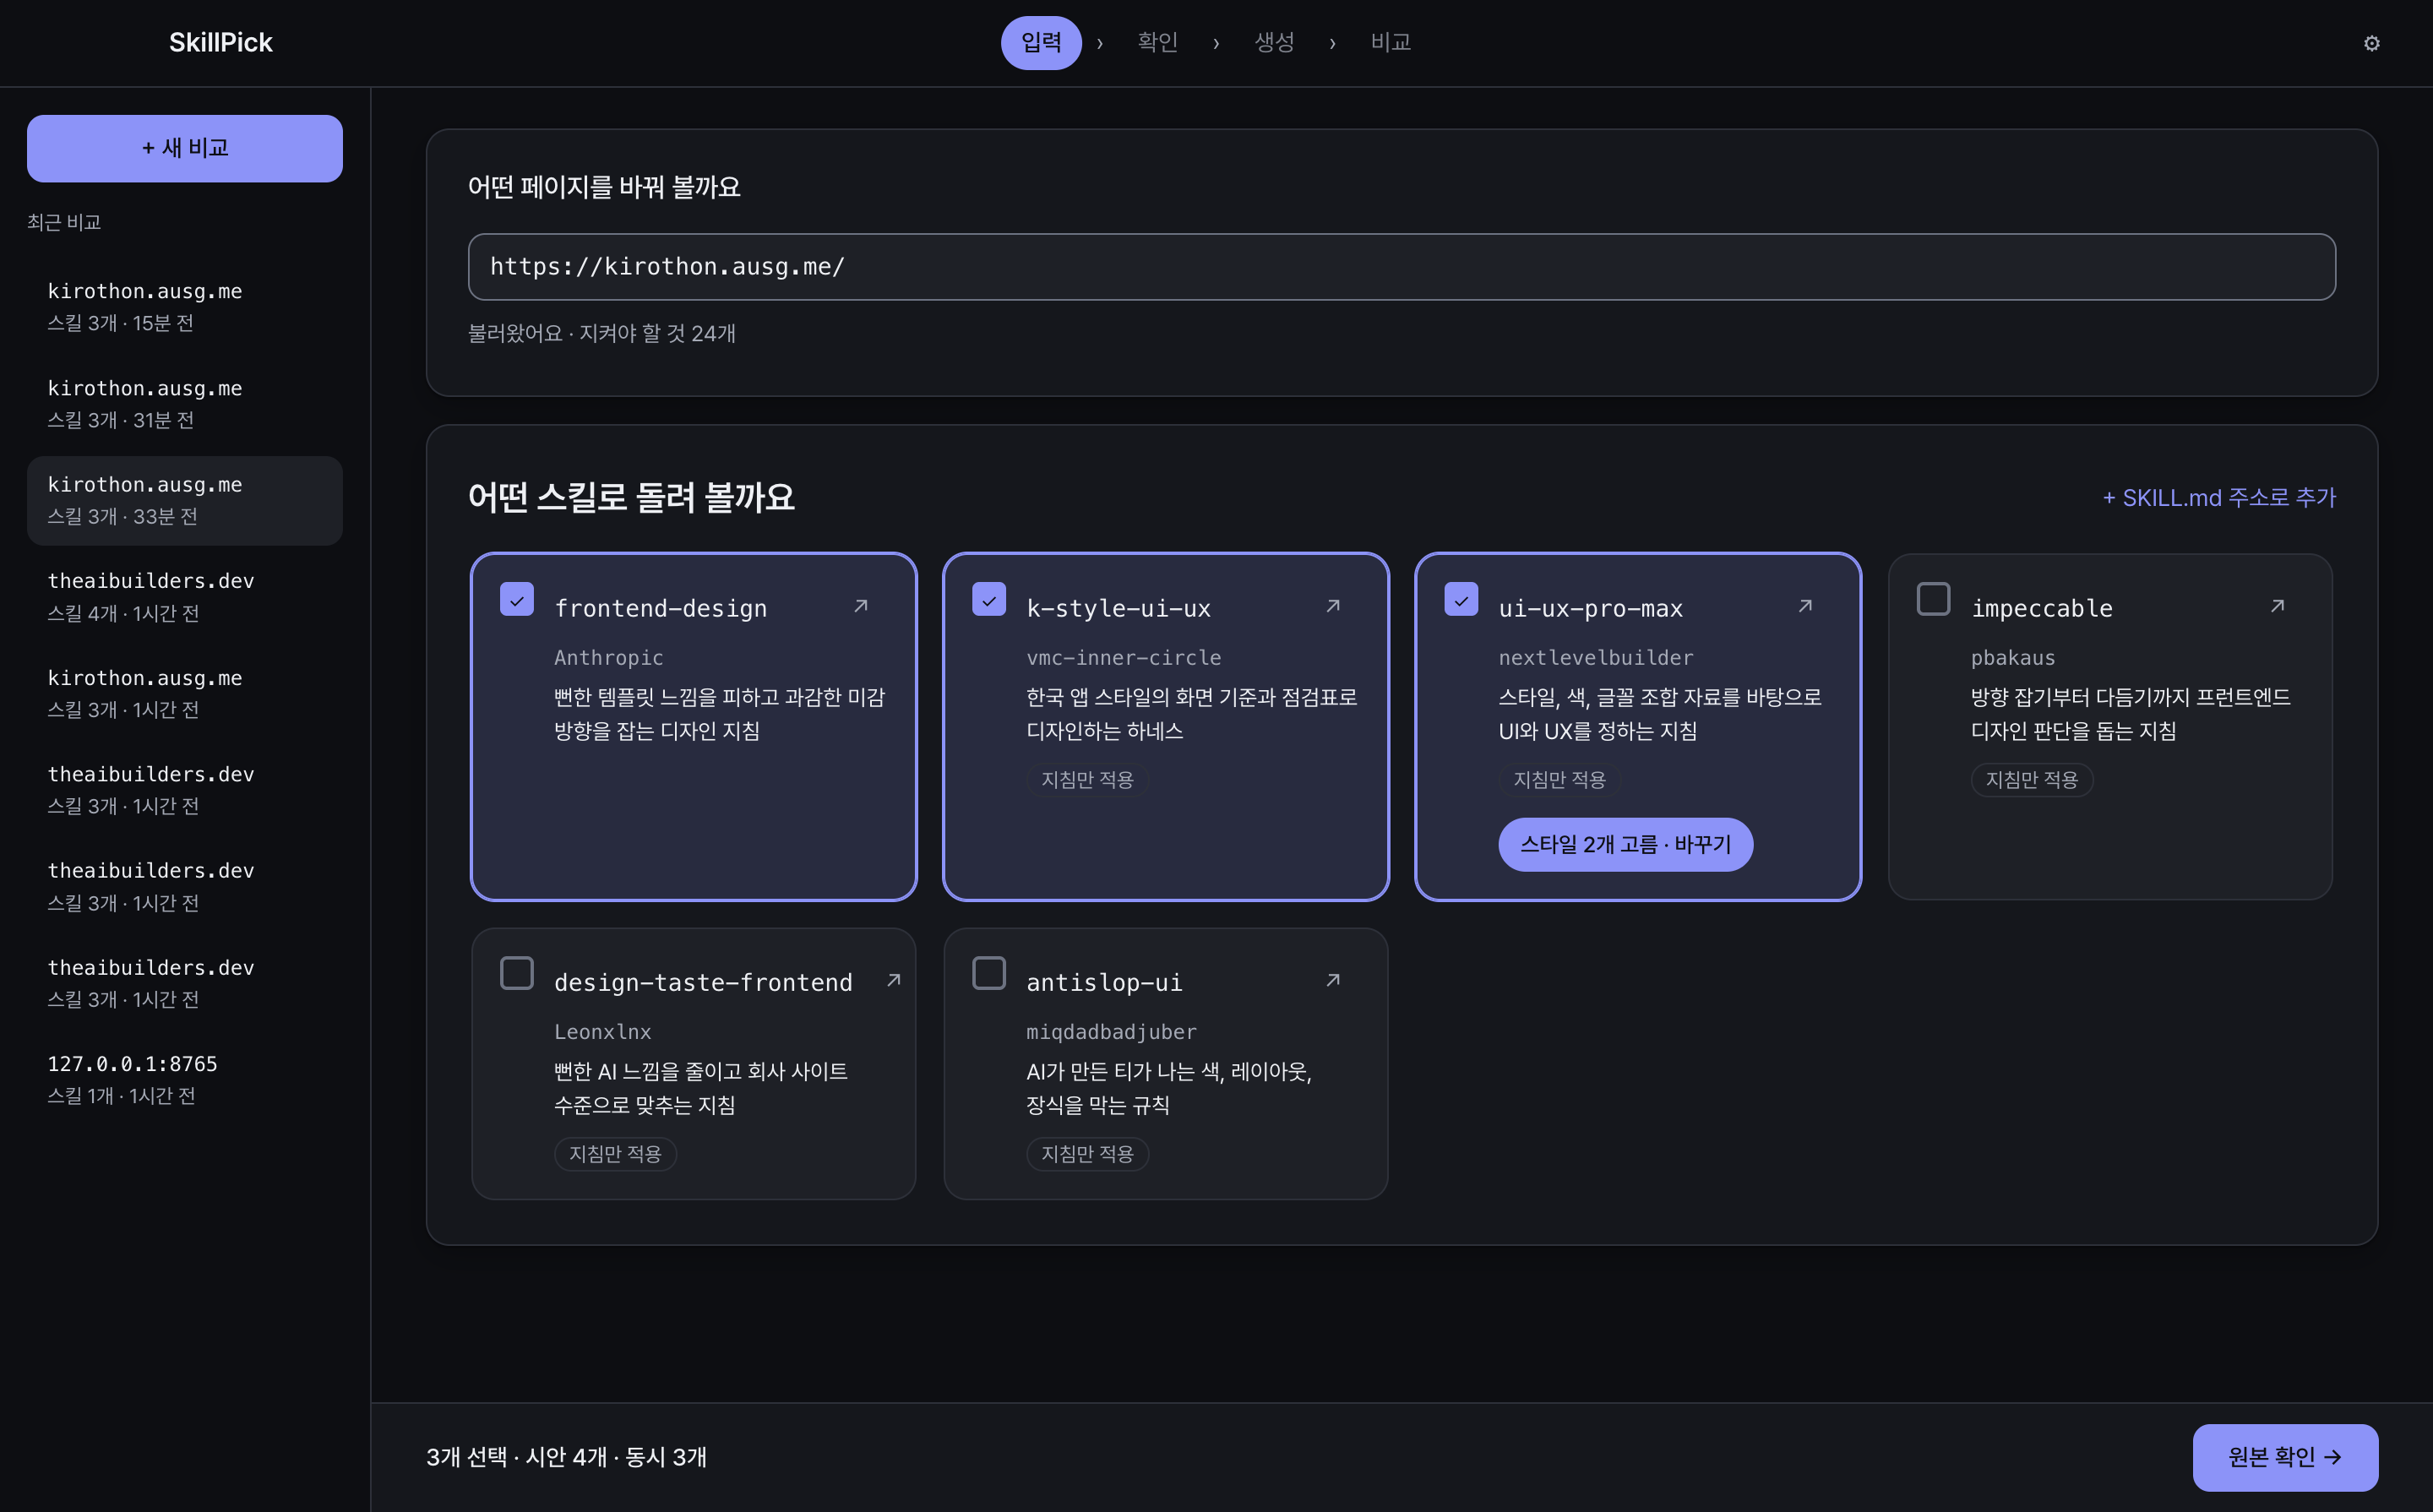 SkillPick
입력 › 확인 › 생성 › 비교
+ 새 비교
최근 비교
kirothon.ausg.me
스킬 3개 · 15분 전
kirothon.ausg.me
스킬 3개 · 31분 전
kirothon.ausg.me
스킬 3개 · 33분 전
theaibuilders.dev
스킬 4개 · 1시간 전
kirothon.ausg.me
스킬 3개 · 1시간 전
theaibuilders.dev
스킬 3개 · 1시간 전
theaibuilders.dev
스킬 3개 · 1시간 전
theaibuilders.dev
스킬 3개 · 1시간 전
127.0.0.1:8765
스킬 1개 · 1시간 전
어떤 페이지를 바꿔 볼까요
https://kirothon.ausg.me/
불러왔어요 · 지켜야 할 것 24개
어떤 스킬로 돌려 볼까요
+ SKILL.md 주소로 추가
frontend-design ↗
Anthropic
뻔한 템플릿 느낌을 피하고 과감한 미감
방향을 잡는 디자인 지침
k-style-ui-ux ↗
vmc-inner-circle
한국 앱 스타일의 화면 기준과 점검표로
디자인하는 하네스
지침만 적용
ui-ux-pro-max ↗
nextlevelbuilder
스타일, 색, 글꼴 조합 자료를 바탕으로
UI와 UX를 정하는 지침
지침만 적용
스타일 2개 고름 · 바꾸기
impeccable ↗
pbakaus
방향 잡기부터 다듬기까지 프런트엔드
디자인 판단을 돕는 지침
지침만 적용
design-taste-frontend ↗
Leonxlnx
뻔한 AI 느낌을 줄이고 회사 사이트
수준으로 맞추는 지침
지침만 적용
antislop-ui ↗
miqdadbadjuber
AI가 만든 티가 나는 색, 레이아웃,
장식을 막는 규칙
지침만 적용
3개 선택 · 시안 4개 · 동시 3개
원본 확인 →